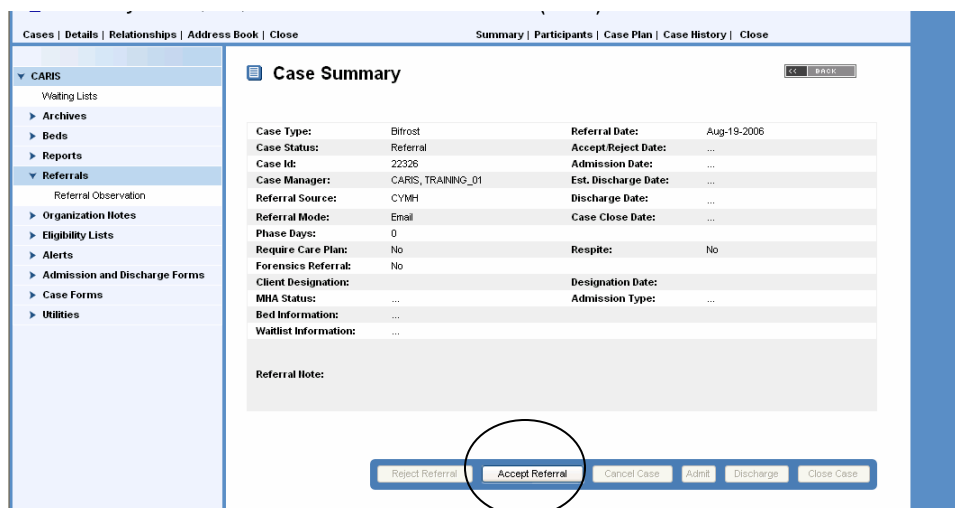 Cases | Details | Relationships | Address Book | Close Summary | Participants | Case Plan | Case History | Close
CARIS
Waiting Lists
Archives
Beds
Reports
Referrals
Referral Observation
Organization Notes
Eligibility Lists
Alerts
Admission and Discharge Forms
Case Forms
Utilities
Case Summary
<< BACK
Case Type: Bifrost Referral Date: Aug-19-2006
Case Status: Referral Accept/Reject Date: ...
Case Id: 22326 Admission Date: ...
Case Manager: CARIS, TRAINING_01 Est. Discharge Date: ...
Referral Source: CYMH Discharge Date: ...
Referral Mode: Email Case Close Date: ...
Phase Days: 0
Require Care Plan: No Respite: No
Forensics Referral: No
Client Designation: Designation Date:
MHA Status: ... Admission Type: ...
Bed Information: ...
Waitlist Information: ...
Referral Note:
Reject Referral Accept Referral Cancel Case Admit Discharge Close Case